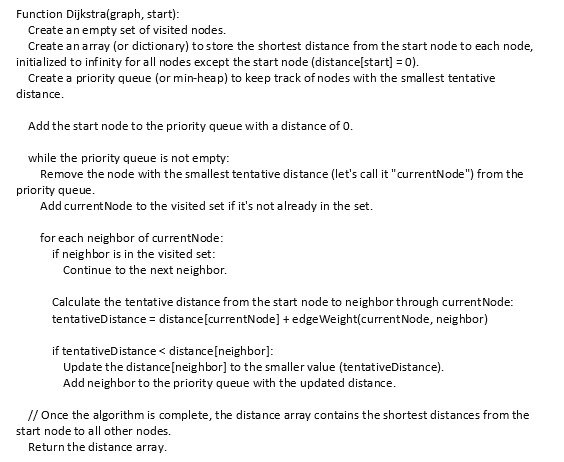 Function Dijkstra(graph, start):
Create an empty set of visited nodes.
Create an array (or dictionary) to store the shortest distance from the start node to each node,
initialized to infinity for all nodes except the start node (distance[start] = 0).
Create a priority queue (or min-heap) to keep track of nodes with the smallest tentative
distance.
Add the start node to the priority queue with a distance of 0.
while the priority queue is not empty:
Remove the node with the smallest tentative distance (let's call it "currentNode") from the
priority queue.
Add currentNode to the visited set if it's not already in the set.
for each neighbor of currentNode:
if neighbor is in the visited set:
Continue to the next neighbor.
Calculate the tentative distance from the start node to neighbor through currentNode:
tentativeDistance = distance[currentNode] + edgeWeight(currentNode, neighbor)
if tentativeDistance < distance[neighbor]:
Update the distance[neighbor] to the smaller value (tentativeDistance).
Add neighbor to the priority queue with the updated distance.
// Once the algorithm is complete, the distance array contains the shortest distances from the
start node to all other nodes.
Return the distance array.